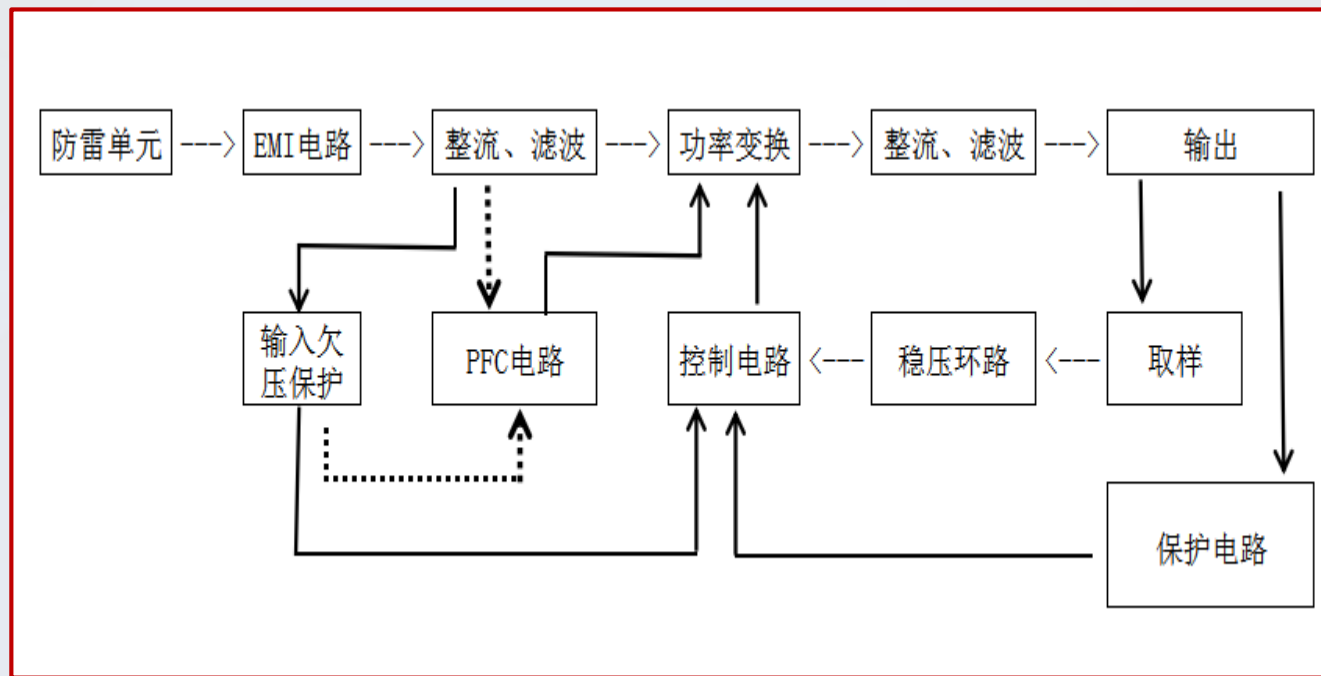 防雷单元 ---〉 EMI电路 ---〉 整流、滤波 ---〉 功率变换 ---〉 整流、滤波 ---〉 输出
输入欠
压保护
PFC电路
控制电路 〈--- 稳压环路 〈--- 取样
保护电路